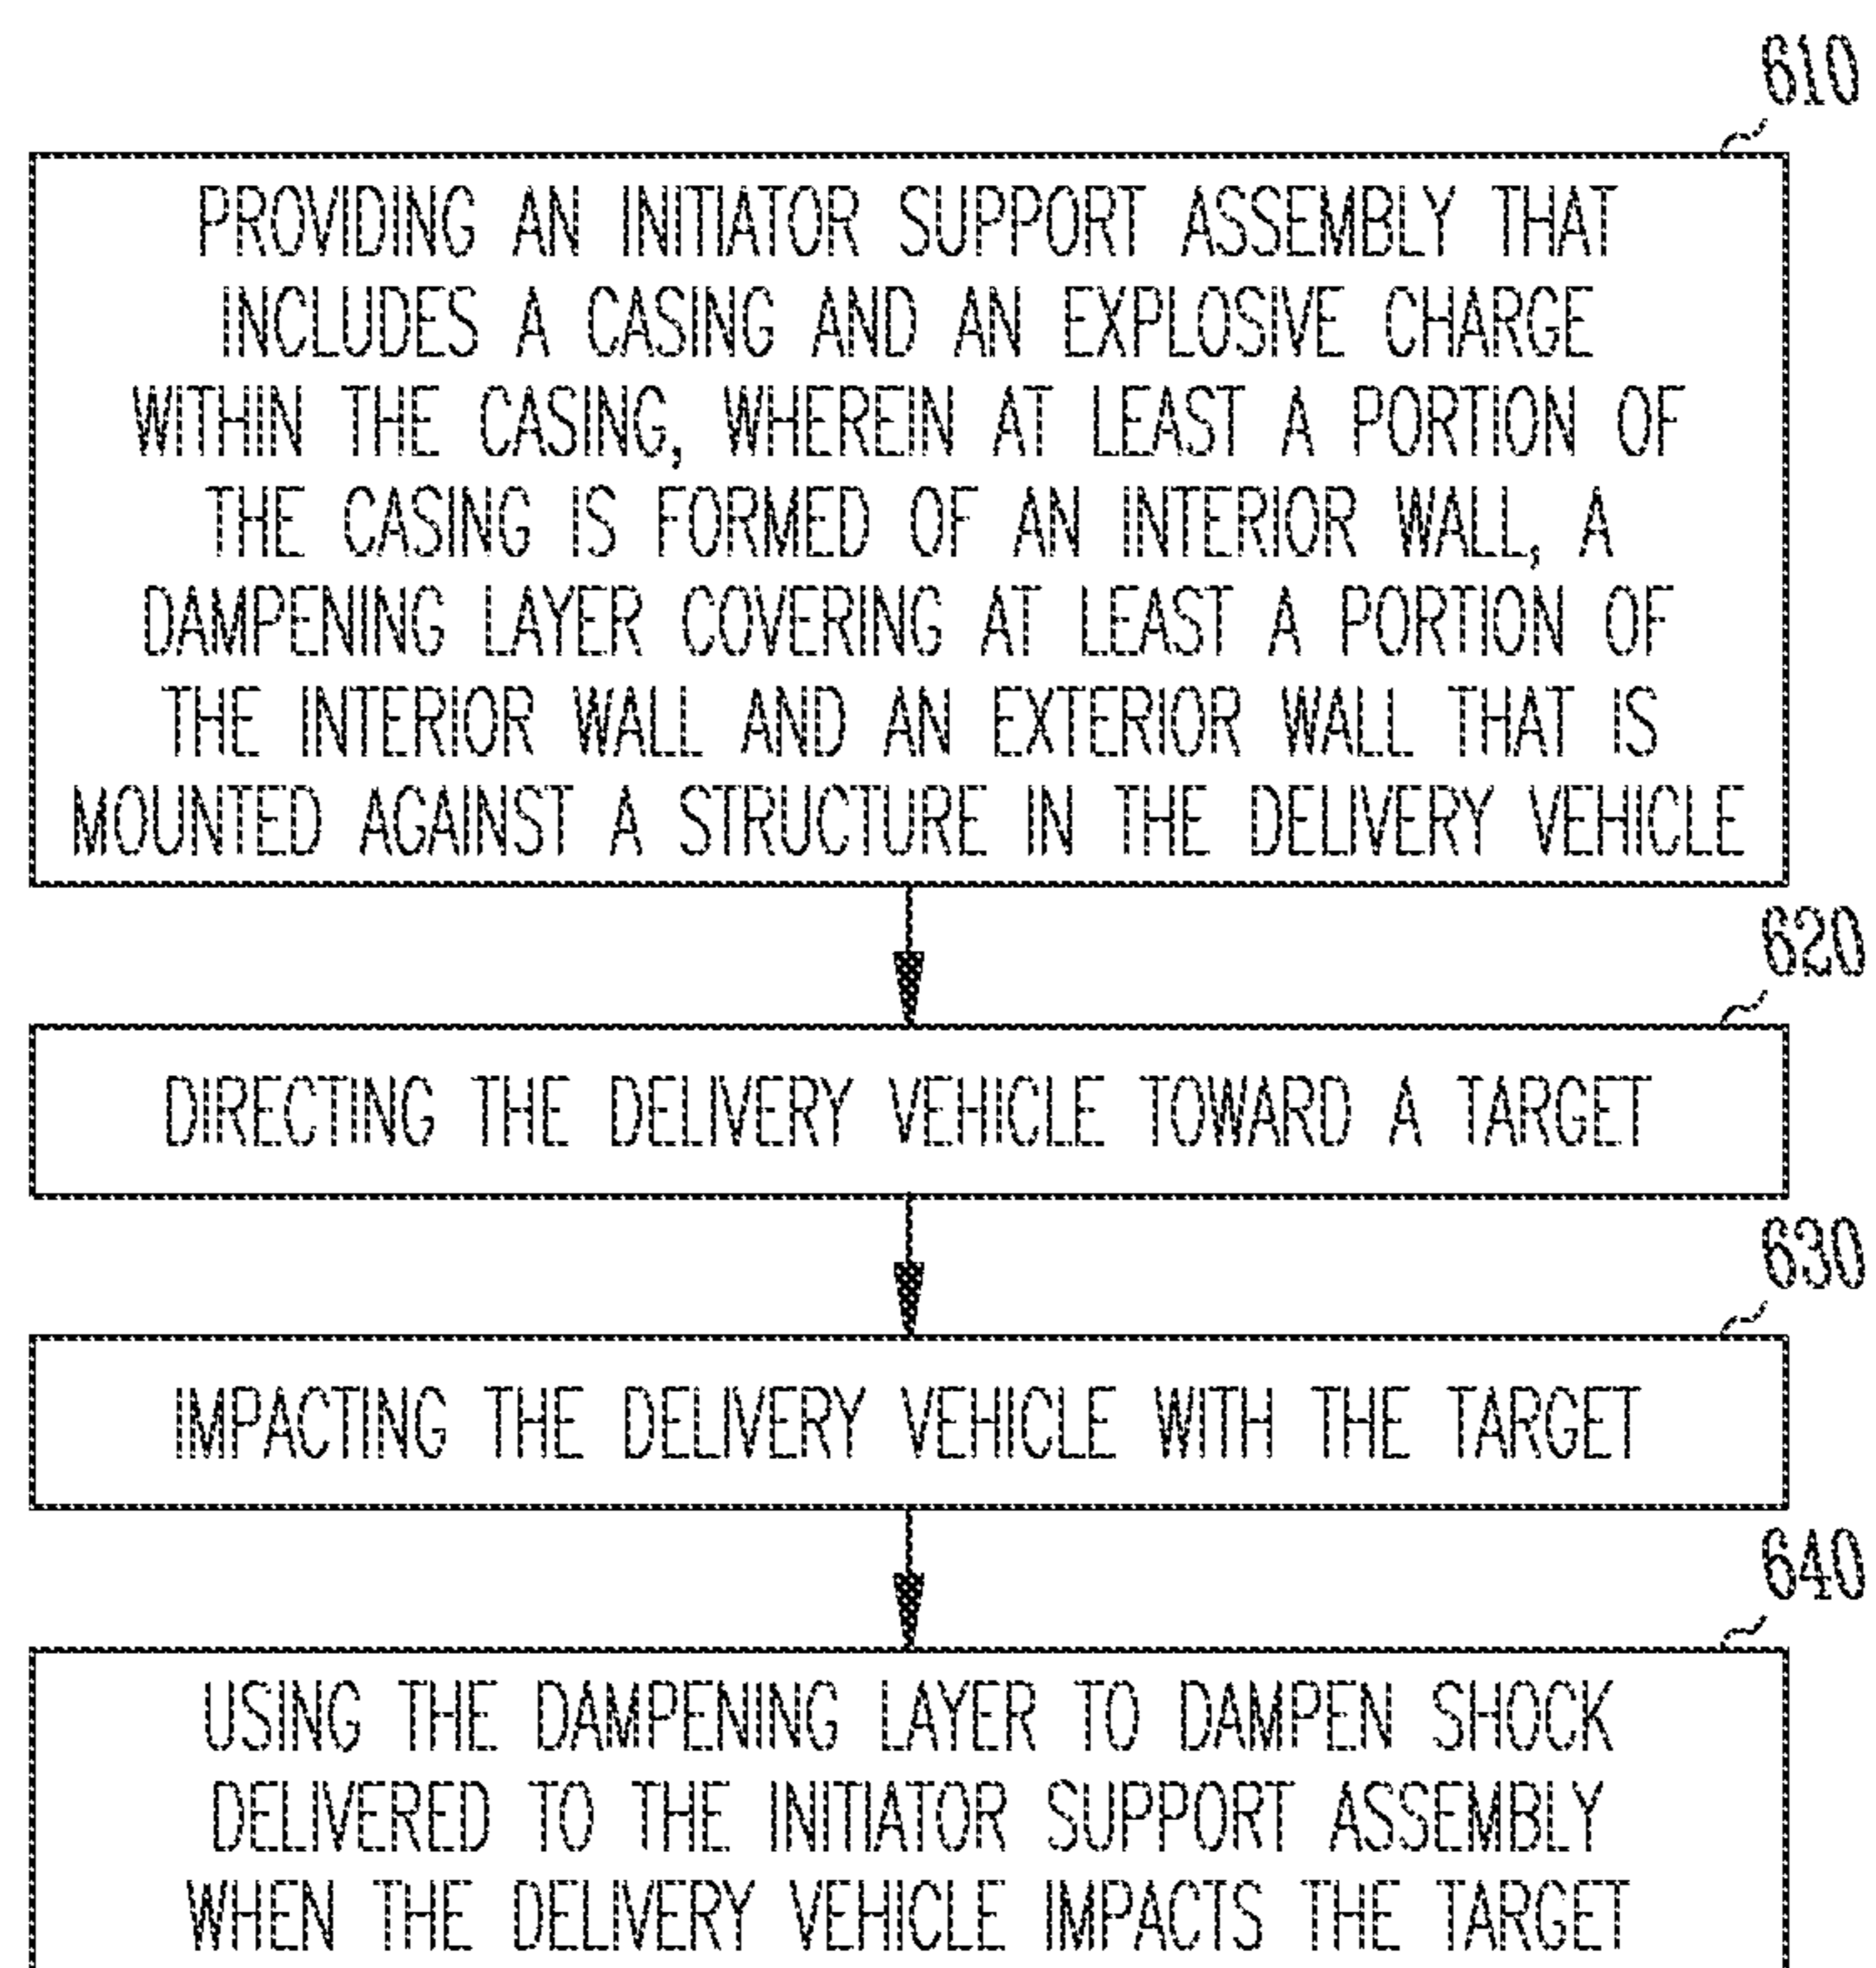 610
PROVIDING AN INITIATOR SUPPORT ASSEMBLY THAT
INCLUDES A CASING AND AN EXPLOSIVE CHARGE
WITHIN THE CASING, WHEREIN AT LEAST A PORTION OF
THE CASING IS FORMED OF AN INTERIOR WALL, A
DAMPENING LAYER COVERING AT LEAST A PORTION OF
THE INTERIOR WALL AND AN EXTERIOR WALL THAT IS
MOUNTED AGAINST A STRUCTURE IN THE DELIVERY VEHICLE
620
DIRECTING THE DELIVERY VEHICLE TOWARD A TARGET
630
IMPACTING THE DELIVERY VEHICLE WITH THE TARGET
640
USING THE DAMPENING LAYER TO DAMPEN SHOCK
DELIVERED TO THE INITIATOR SUPPORT ASSEMBLY
WHEN THE DELIVERY VEHICLE IMPACTS THE TARGET